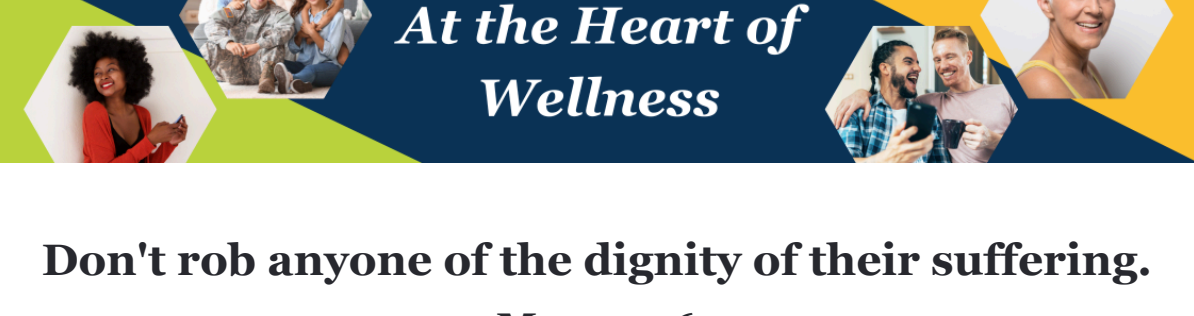 At the Heart of
Wellness
Don't rob anyone of the dignity of their suffering.